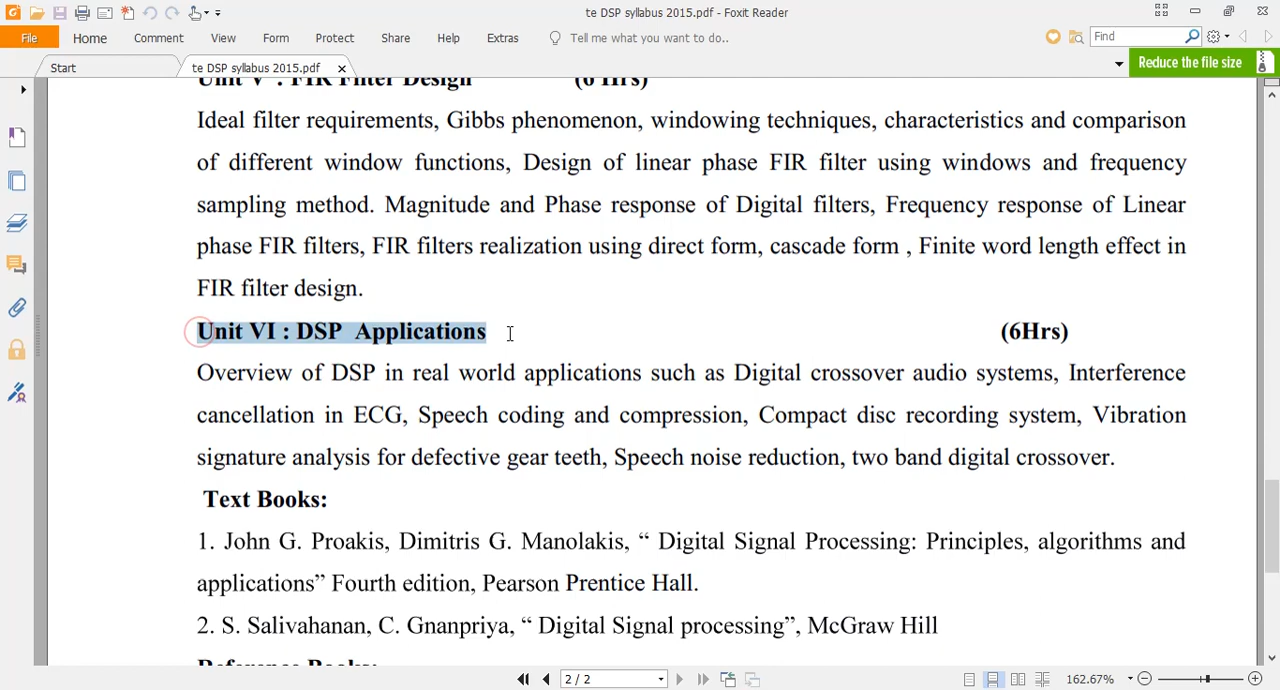 te DSP syllabus 2015.pdf - Foxit Reader
File Home Comment View Form Protect Share Help Extras Tell me what you want to do.. Find
Start te DSP syllabus 2015.pdf Reduce the file size
Unit V : FIR Filter Design (6 Hrs)
Ideal filter requirements, Gibbs phenomenon, windowing techniques, characteristics and comparison
of different window functions, Design of linear phase FIR filter using windows and frequency
sampling method. Magnitude and Phase response of Digital filters, Frequency response of Linear
phase FIR filters, FIR filters realization using direct form, cascade form , Finite word length effect in
FIR filter design.
Unit VI : DSP Applications (6Hrs)
Overview of DSP in real world applications such as Digital crossover audio systems, Interference
cancellation in ECG, Speech coding and compression, Compact disc recording system, Vibration
signature analysis for defective gear teeth, Speech noise reduction, two band digital crossover.
Text Books:
1. John G. Proakis, Dimitris G. Manolakis, “ Digital Signal Processing: Principles, algorithms and
applications” Fourth edition, Pearson Prentice Hall.
2. S. Salivahanan, C. Gnanpriya, “ Digital Signal processing”, McGraw Hill
Reference Books:
2 / 2 162.67%